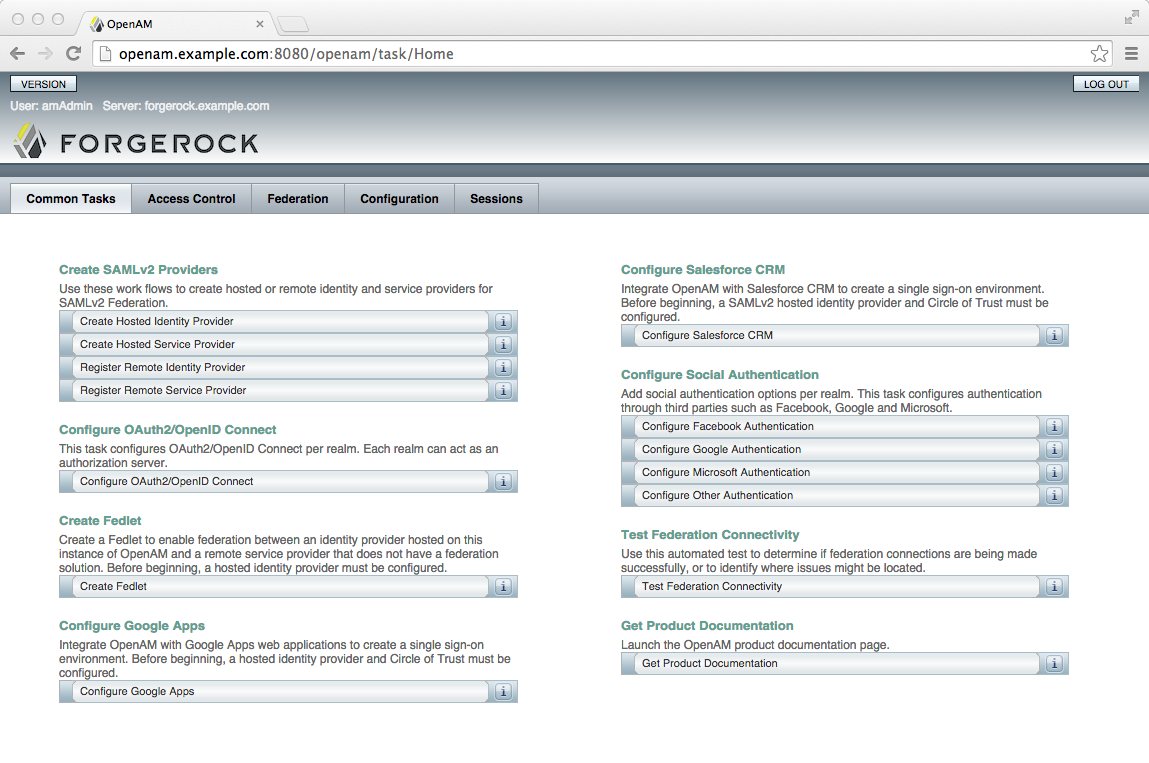 OpenAM
openam.example.com:8080/openam/task/Home
VERSION
LOG OUT
User: amAdmin Server: forgerock.example.com
FORGEROCK
Common Tasks
Access Control
Federation
Configuration
Sessions
Create SAMLv2 Providers
Use these work flows to create hosted or remote identity and service providers for
SAMLv2 Federation.
Create Hosted Identity Provider
Create Hosted Service Provider
Register Remote Identity Provider
Register Remote Service Provider
Configure OAuth2/OpenID Connect
This task configures OAuth2/OpenID Connect per realm. Each realm can act as an
authorization server.
Configure OAuth2/OpenID Connect
Create Fedlet
Create a Fedlet to enable federation between an identity provider hosted on this
instance of OpenAM and a remote service provider that does not have a federation
solution. Before beginning, a hosted identity provider must be configured.
Create Fedlet
Configure Google Apps
Integrate OpenAM with Google Apps web applications to create a single sign-on
environment. Before beginning, a hosted identity provider and Circle of Trust must be
configured.
Configure Google Apps
Configure Salesforce CRM
Integrate OpenAM with Salesforce CRM to create a single sign-on environment.
Before beginning, a SAMLv2 hosted identity provider and Circle of Trust must be
configured.
Configure Salesforce CRM
Configure Social Authentication
Add social authentication options per realm. This task configures authentication
through third parties such as Facebook, Google and Microsoft.
Configure Facebook Authentication
Configure Google Authentication
Configure Microsoft Authentication
Configure Other Authentication
Test Federation Connectivity
Use this automated test to determine if federation connections are being made
successfully, or to identify where issues might be located.
Test Federation Connectivity
Get Product Documentation
Launch the OpenAM product documentation page.
Get Product Documentation